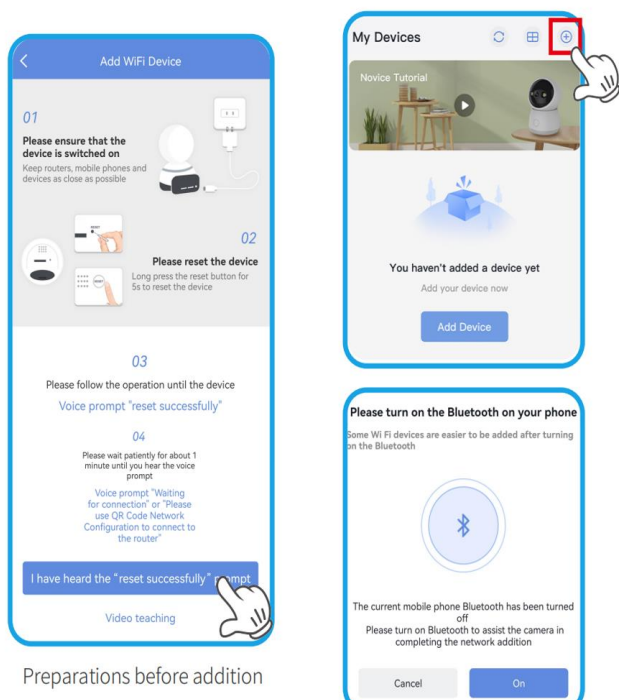 Add WiFi Device
01
Please ensure that the
device is switched on
Keep routers, mobile phones and
devices as close as possible
RESET
RESET
02
Please reset the device
Long press the reset button for
5s to reset the device
03
Please follow the operation until the device
Voice prompt "reset successfully"
04
Please wait patiently for about 1
minute until you hear the voice
prompt
Voice prompt "Waiting
for connection" or "Please
use QR Code Network
Configuration to connect to
the router"
I have heard the "reset successfully" prompt
Video teaching
Preparations before addition
My Devices
Novice Tutorial
You haven't added a device yet
Add your device now
Add Device
Please turn on the Bluetooth on your phone
Some Wi Fi devices are easier to be added after turning
on the Bluetooth
The current mobile phone Bluetooth has been turned
off
Please turn on Bluetooth to assist the camera in
completing the network addition
Cancel
On